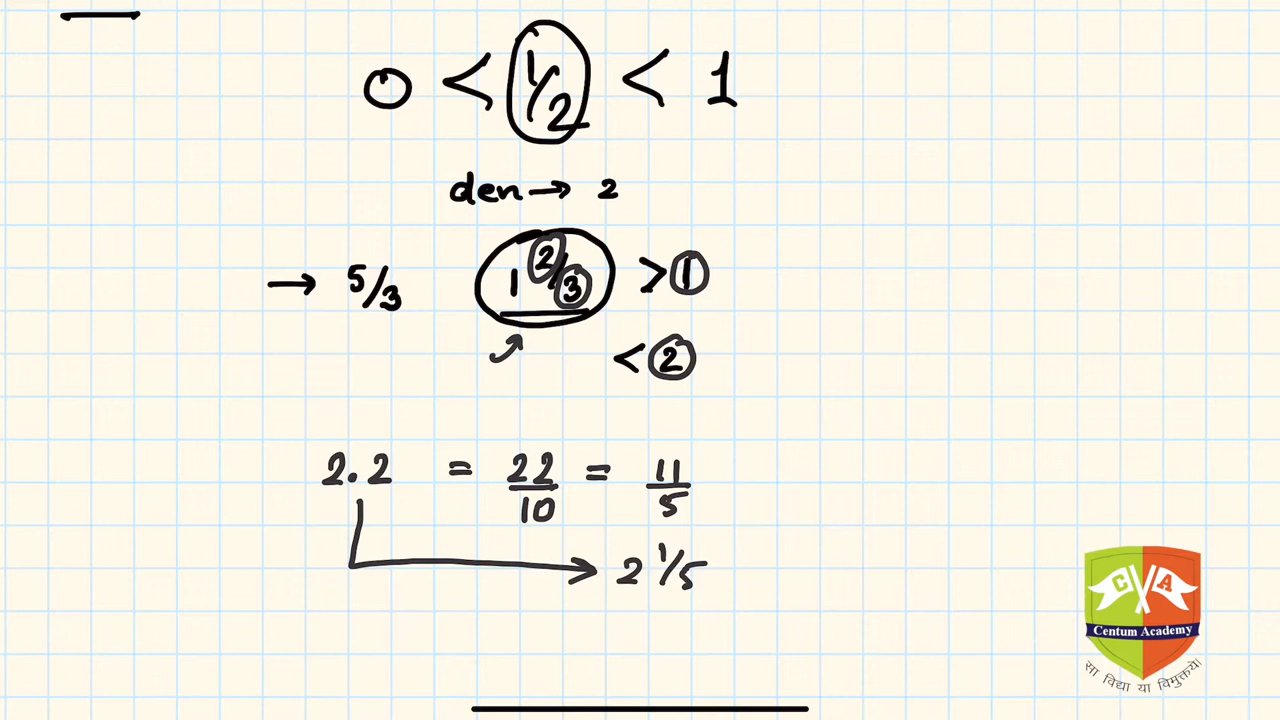 0 < 1/2 < 1
den → 2
→ 5/3 1 2/3 > 1
< 2
2.2 = 22/10 = 11/5
2 1/5
C A
Centum Academy
सा विद्या या विमुक्तये।